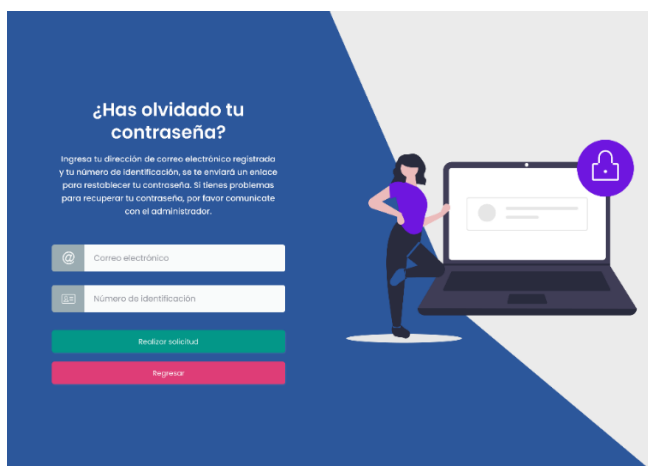 ¿Has olvidado tu
contraseña?
Ingresa tu dirección de correo electrónico registrada
y tu número de identificación, se te enviará un enlace
para restablecer tu contraseña. Si tienes problemas
para recuperar tu contraseña, por favor comunicate
con el administrador.
@ Correo electrónico
Número de identificación
Realizar solicitud
Regresar